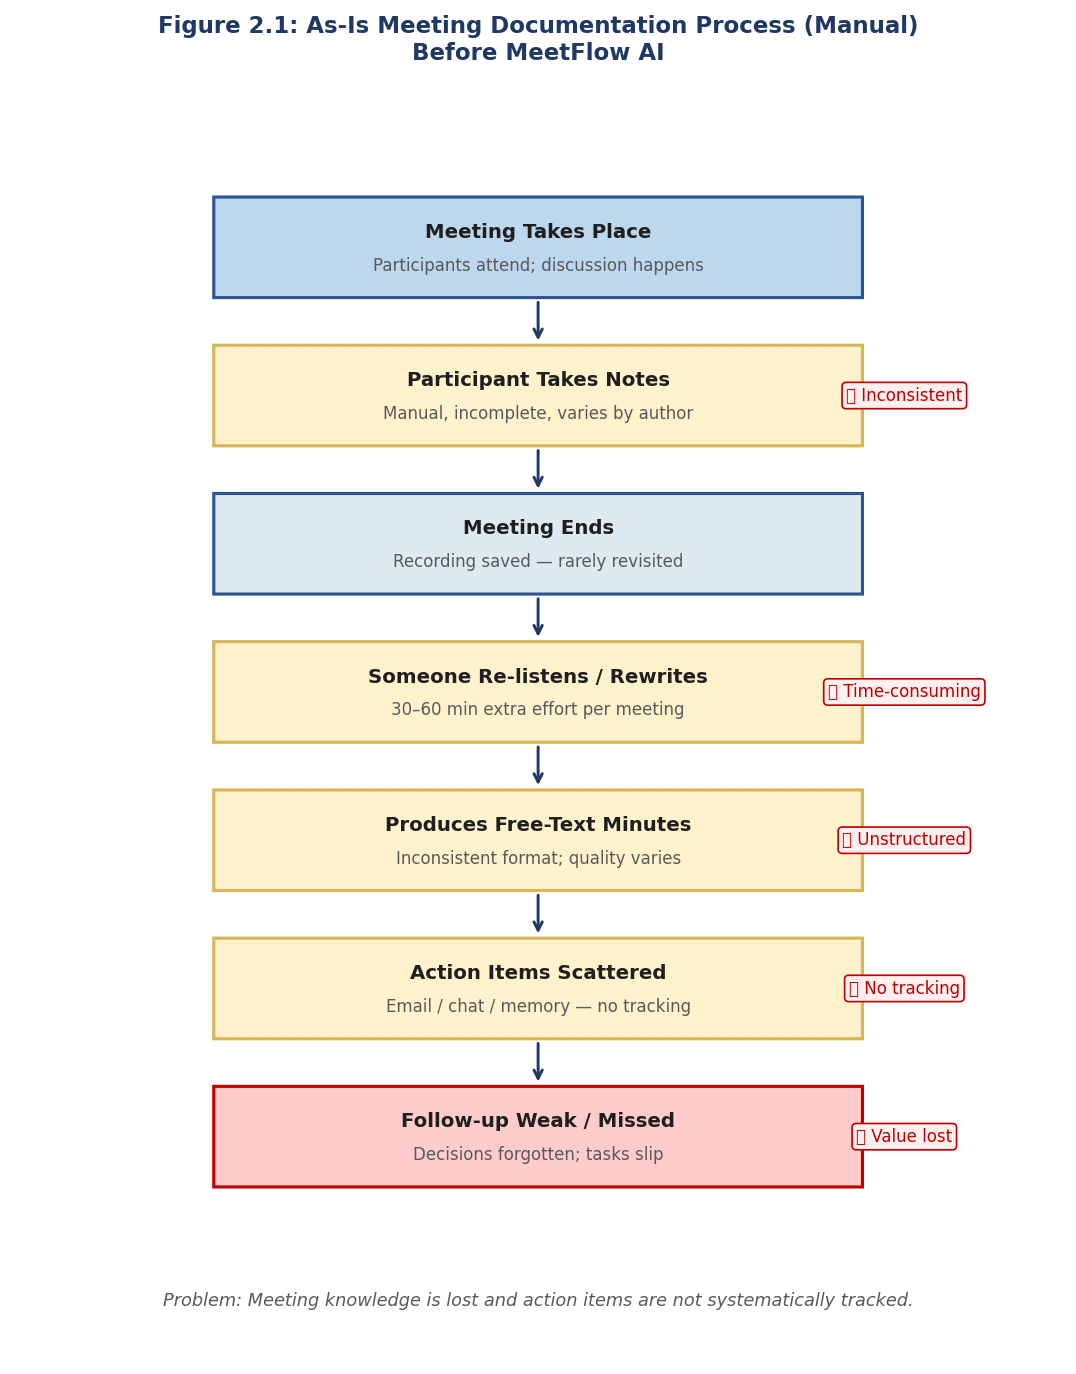 Figure 2.1: As-Is Meeting Documentation Process (Manual)
Before MeetFlow AI
Meeting Takes Place
Participants attend; discussion happens
Participant Takes Notes
Manual, incomplete, varies by author
Inconsistent
Meeting Ends
Recording saved — rarely revisited
Someone Re-listens / Rewrites
30–60 min extra effort per meeting
Time-consuming
Produces Free-Text Minutes
Inconsistent format; quality varies
Unstructured
Action Items Scattered
Email / chat / memory — no tracking
No tracking
Follow-up Weak / Missed
Decisions forgotten; tasks slip
Value lost
Problem: Meeting knowledge is lost and action items are not systematically tracked.